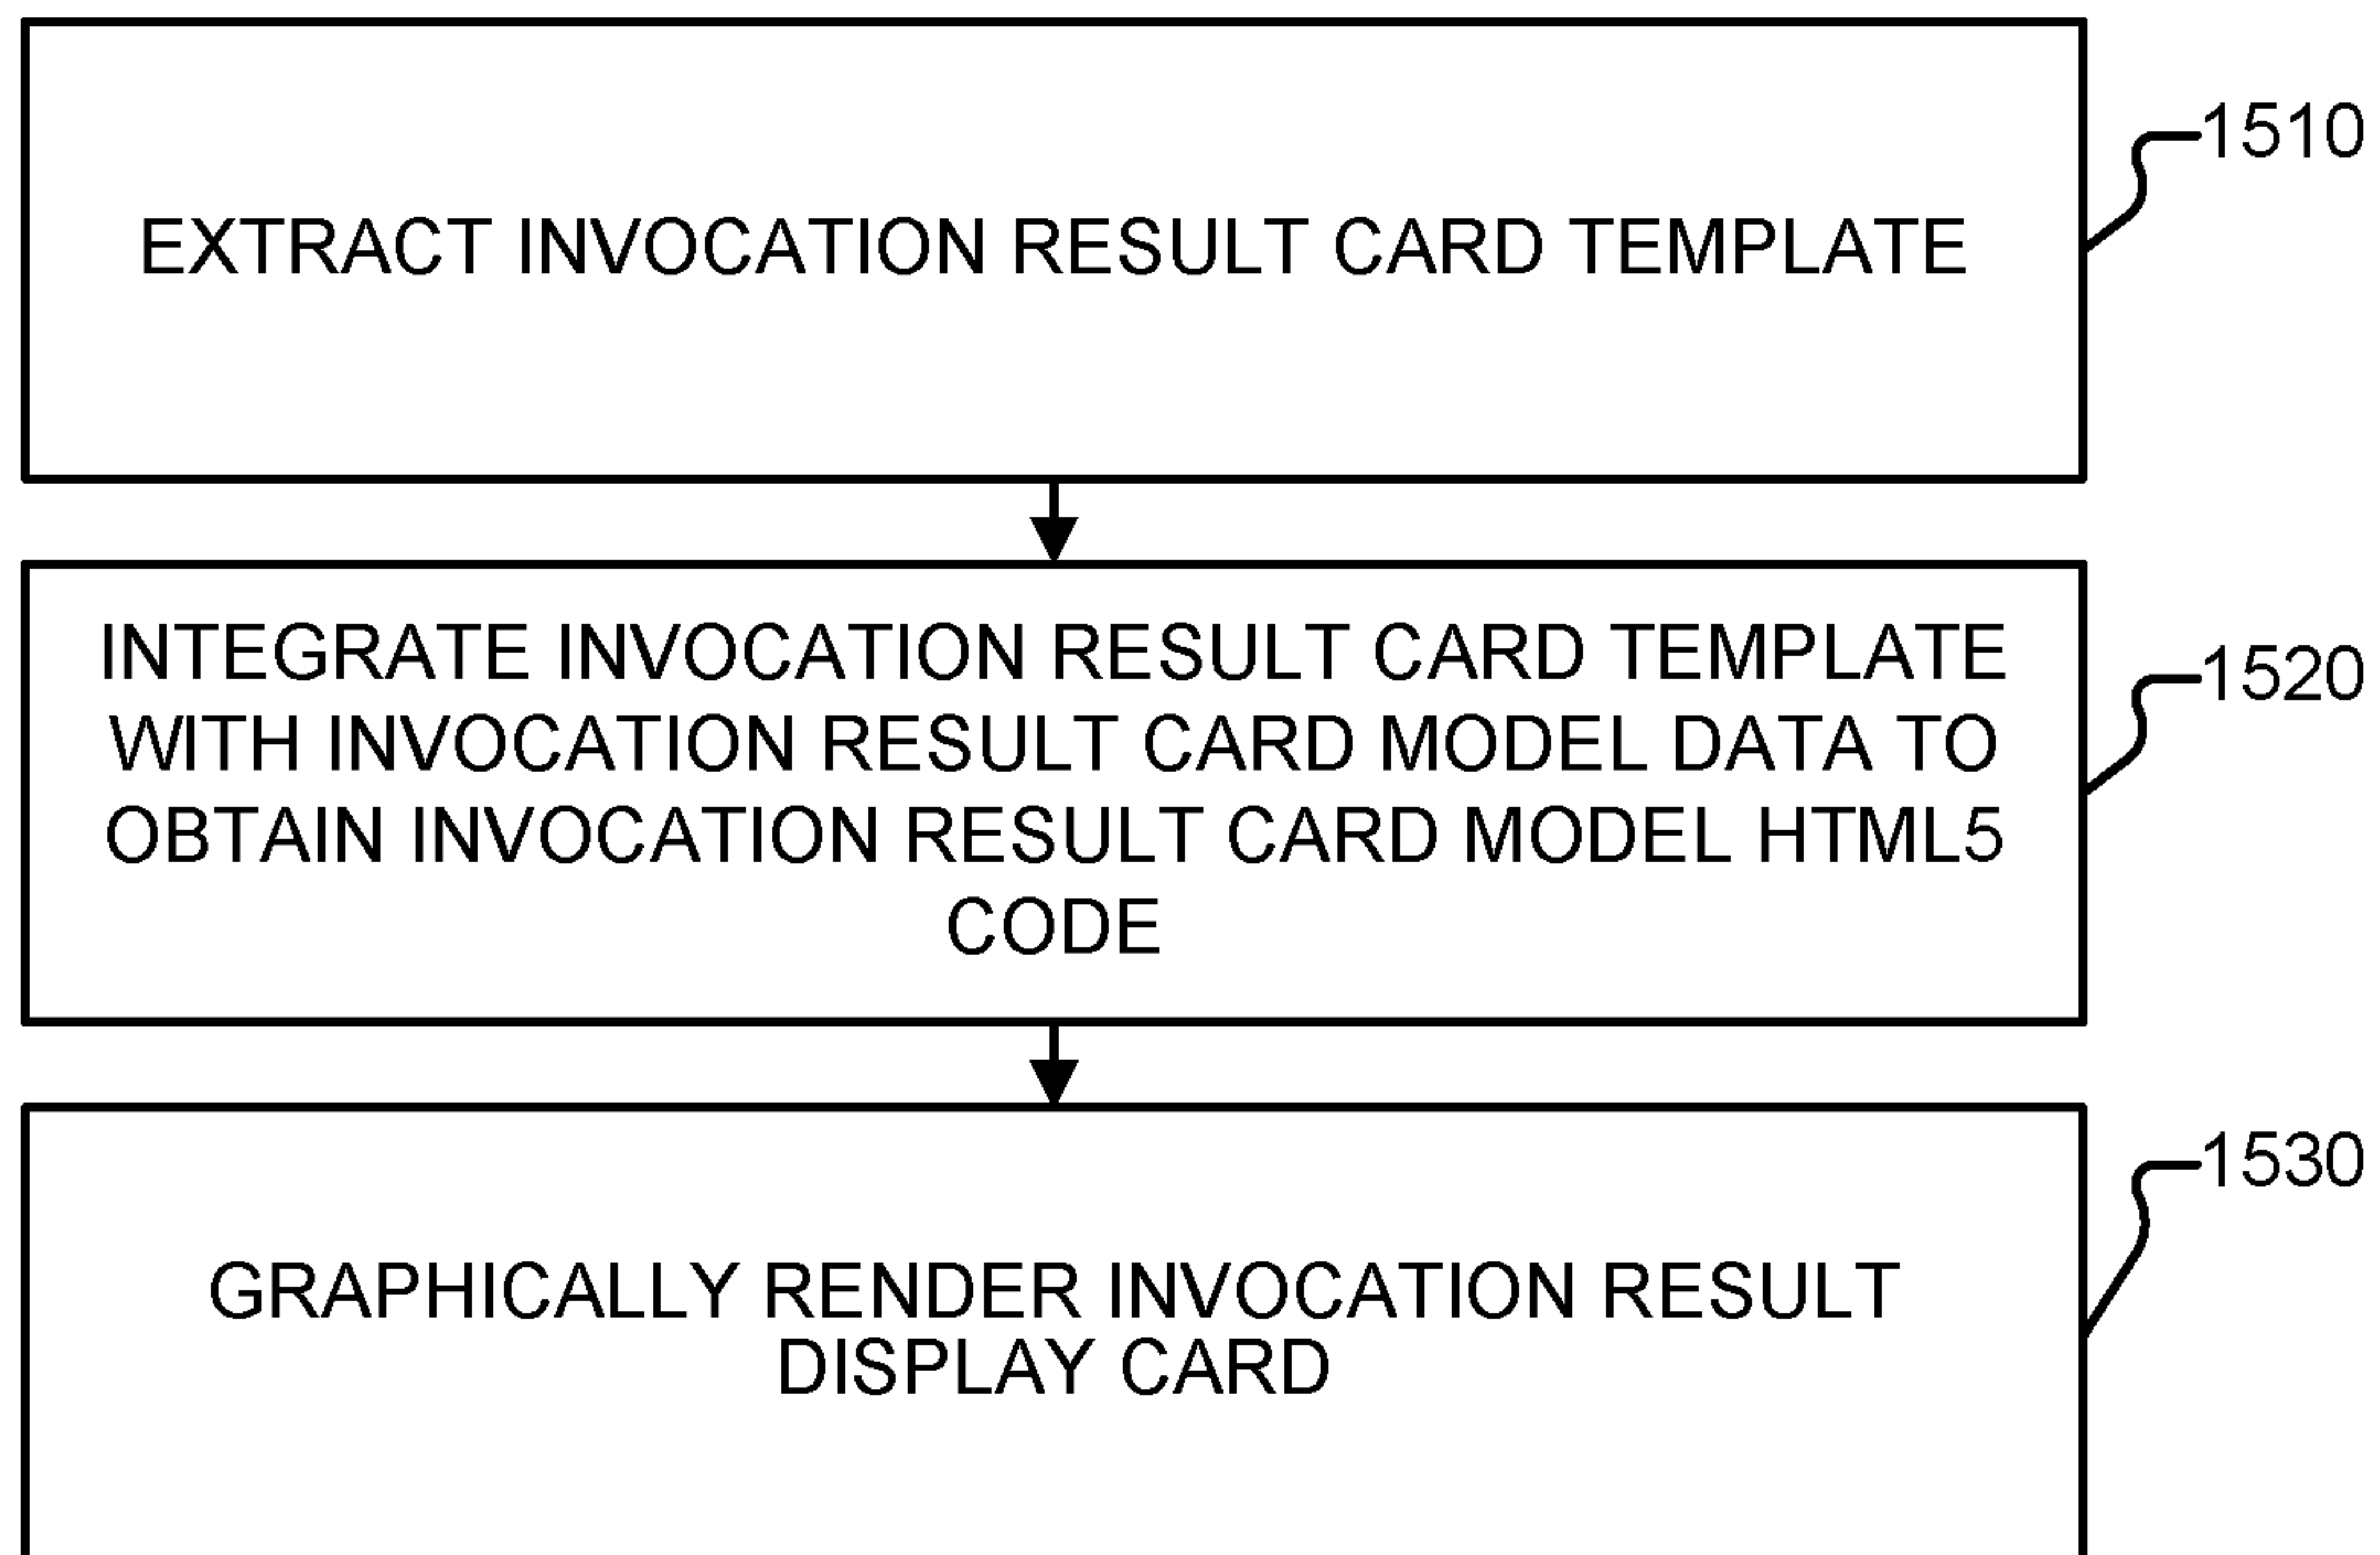 EXTRACT INVOCATION RESULT CARD TEMPLATE
1510
INTEGRATE INVOCATION RESULT CARD TEMPLATE
WITH INVOCATION RESULT CARD MODEL DATA TO
OBTAIN INVOCATION RESULT CARD MODEL HTML5
CODE
1520
GRAPHICALLY RENDER INVOCATION RESULT
DISPLAY CARD
1530